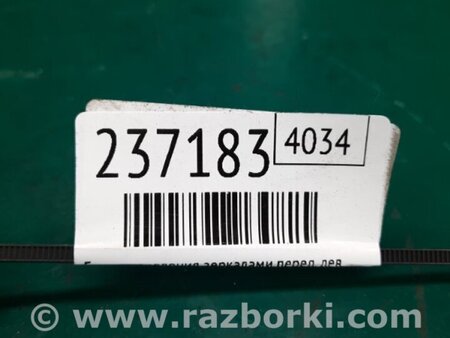 237183
4034
зеркалами перед лев
© www.razborki.com